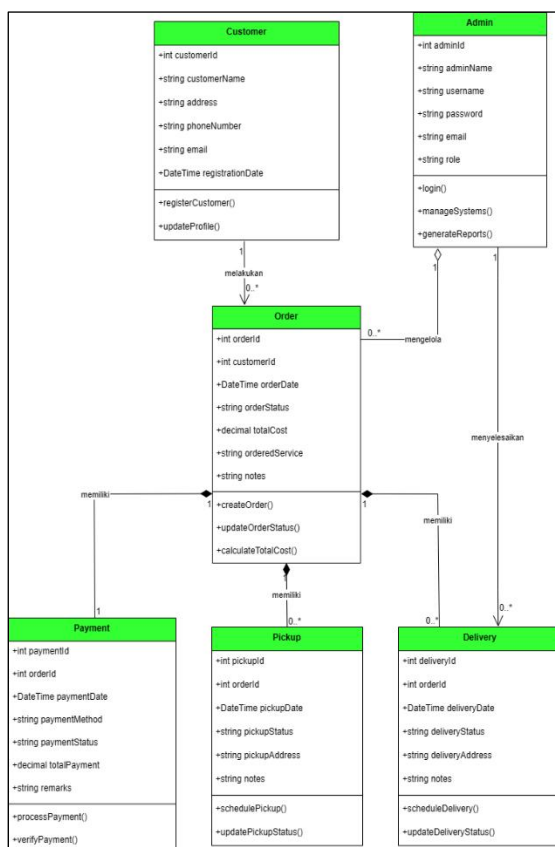 Customer
+int customerId
+string customerName
+string address
+string phoneNumber
+string email
+DateTime registrationDate
+registerCustomer()
+updateProfile()
Admin
+int adminId
+string adminName
+string username
+string password
+string email
+string role
+login()
+manageSystems()
+generateReports()
1
melakukan
0..*
1
0..*
mengelola
1
menyelesaikan
0..*
Order
+int orderId
+int customerId
+DateTime orderDate
+string orderStatus
+decimal totalCost
+string orderedService
+string notes
+createOrder()
+updateOrderStatus()
+calculateTotalCost()
memiliki
1
1
1
memiliki
0..*
1
memiliki
0..*
Payment
+int paymentId
+int orderId
+DateTime paymentDate
+string paymentMethod
+string paymentStatus
+decimal totalPayment
+string remarks
+processPayment()
+verifyPayment()
Pickup
+int pickupId
+int orderId
+DateTime pickupDate
+string pickupStatus
+string pickupAddress
+string notes
+schedulePickup()
+updatePickupStatus()
Delivery
+int deliveryId
+int orderId
+DateTime deliveryDate
+string deliveryStatus
+string deliveryAddress
+string notes
+scheduleDelivery()
+updateDeliveryStatus()